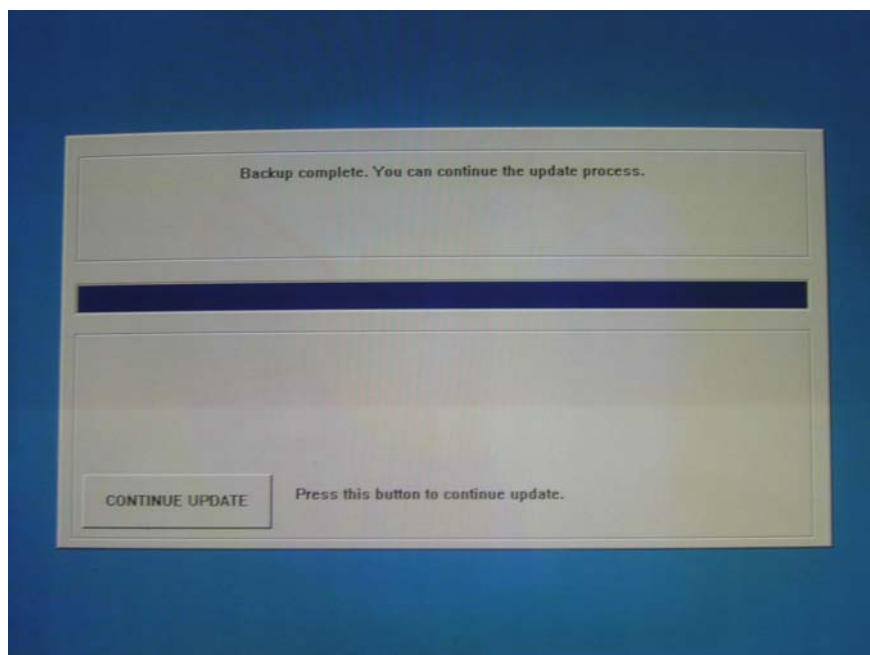 Backup complete. You can continue the update process.
CONTINUE UPDATE
Press this button to continue update.